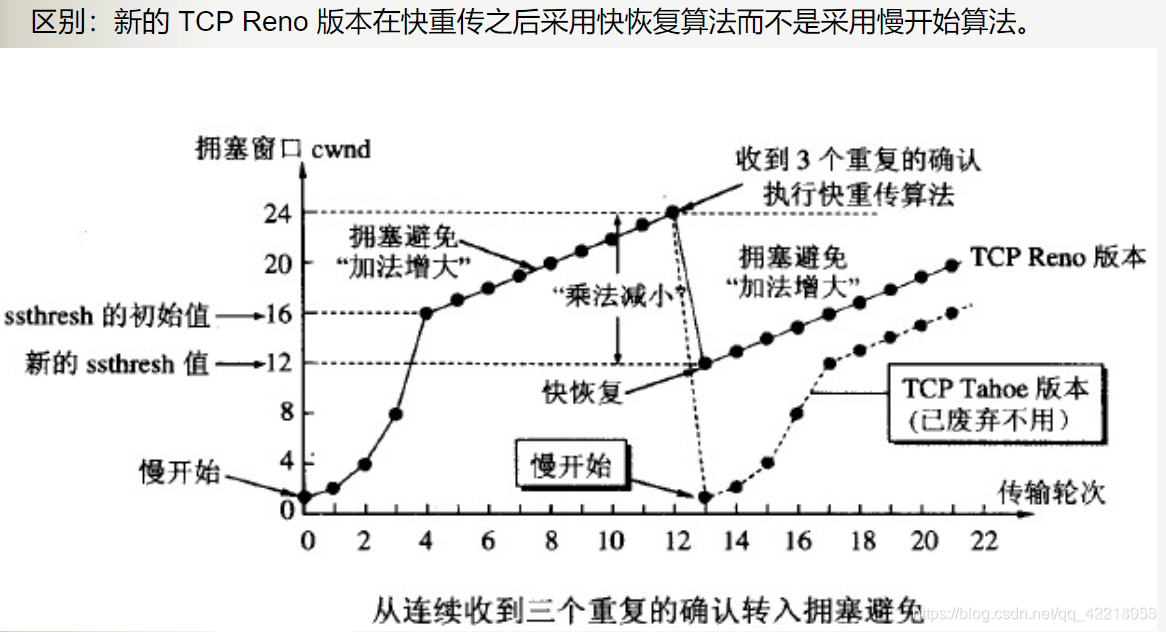 区别：新的 TCP Reno 版本在快重传之后采用快恢复算法而不是采用慢开始算法。
拥塞窗口 cwnd
收到 3 个重复的确认
执行快重传算法
24
拥塞避免
“加法增大”
拥塞避免
“加法增大”
TCP Reno 版本
20
“乘法减小”
ssthresh 的初始值
16
新的 ssthresh 值
12
快恢复
TCP Tahoe 版本
(已废弃不用）
8
4
慢开始
慢开始
传输轮次
0
0 2 4 6 8 10 12 14 16 18 20 22
从连续收到三个重复的确认转入拥塞避免